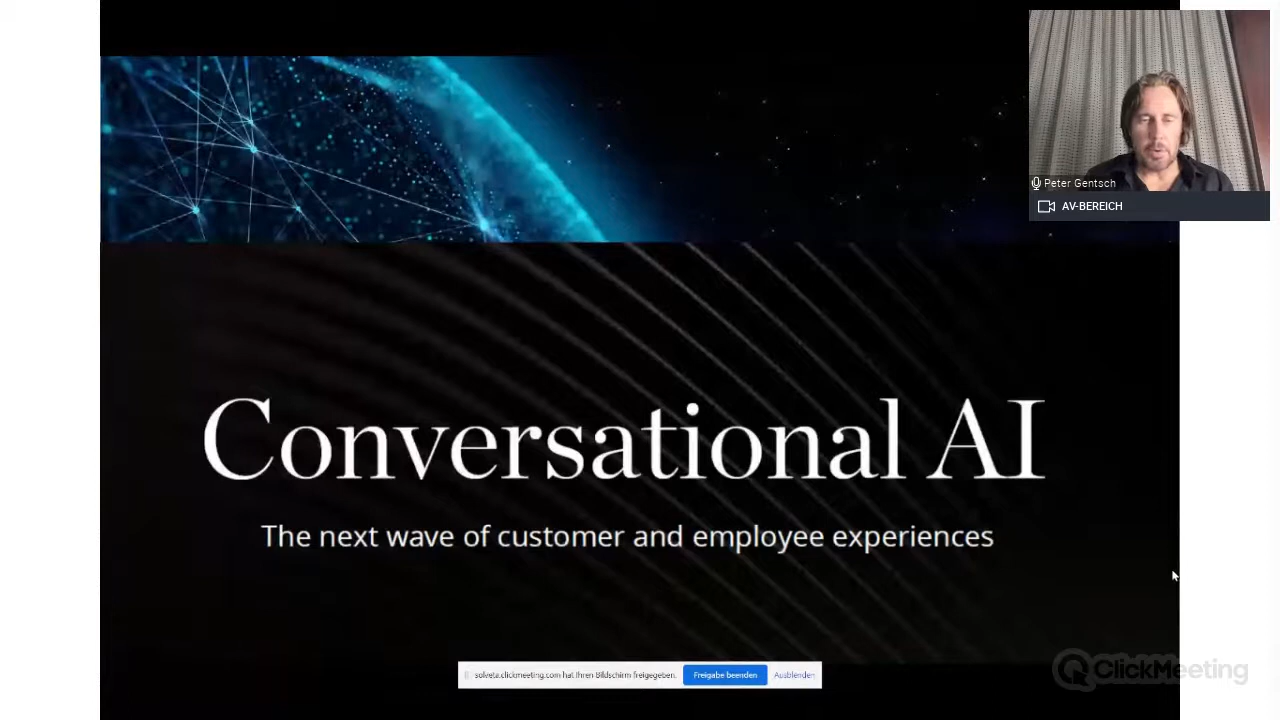 Peter Gentsch
AV-BEREICH
Conversational AI
The next wave of customer and employee experiences
solveta.clickmeeting.com hat Ihren Bildschirm freigegeben. Freigabe beenden Ausblenden
ClickMeeting